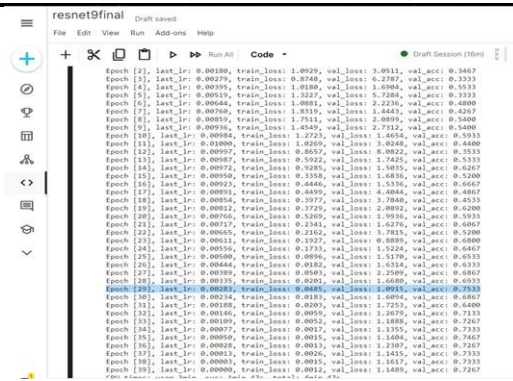 resnet9final Draft saved
File Edit View Run Add-ons Help
Run All Code Draft Session (16m)
Epoch [2], last_lr: 0.00180, train_loss: 1.0929, val_loss: 3.0511, val_acc: 0.3467
Epoch [3], last_lr: 0.00279, train_loss: 0.8748, val_loss: 6.2787, val_acc: 0.3333
Epoch [4], last_lr: 0.00395, train_loss: 1.0180, val_loss: 1.6904, val_acc: 0.5533
Epoch [5], last_lr: 0.00519, train_loss: 1.3227, val_loss: 5.7284, val_acc: 0.3333
Epoch [6], last_lr: 0.00644, train_loss: 1.0881, val_loss: 2.2236, val_acc: 0.4800
Epoch [7], last_lr: 0.00760, train_loss: 1.8319, val_loss: 1.4443, val_acc: 0.4267
Epoch [8], last_lr: 0.00859, train_loss: 1.7511, val_loss: 2.0899, val_acc: 0.5400
Epoch [9], last_lr: 0.00936, train_loss: 1.4549, val_loss: 2.7312, val_acc: 0.5400
Epoch [10], last_lr: 0.00984, train_loss: 1.2723, val_loss: 1.4654, val_acc: 0.5933
Epoch [11], last_lr: 0.01000, train_loss: 1.0269, val_loss: 3.0248, val_acc: 0.4400
Epoch [12], last_lr: 0.00997, train_loss: 0.8657, val_loss: 8.0822, val_acc: 0.3533
Epoch [13], last_lr: 0.00987, train_loss: 0.5922, val_loss: 1.7425, val_acc: 0.5333
Epoch [14], last_lr: 0.00972, train_loss: 0.9285, val_loss: 1.5035, val_acc: 0.6267
Epoch [15], last_lr: 0.00950, train_loss: 0.3358, val_loss: 1.6836, val_acc: 0.5200
Epoch [16], last_lr: 0.00923, train_loss: 0.4446, val_loss: 1.5336, val_acc: 0.6667
Epoch [17], last_lr: 0.00891, train_loss: 0.4499, val_loss: 4.4044, val_acc: 0.4867
Epoch [18], last_lr: 0.00854, train_loss: 0.3977, val_loss: 3.7840, val_acc: 0.4533
Epoch [19], last_lr: 0.00812, train_loss: 0.3729, val_loss: 2.0892, val_acc: 0.6200
Epoch [20], last_lr: 0.00766, train_loss: 0.5269, val_loss: 1.9936, val_acc: 0.5933
Epoch [21], last_lr: 0.00717, train_loss: 0.2341, val_loss: 1.6276, val_acc: 0.6067
Epoch [22], last_lr: 0.00665, train_loss: 0.2162, val_loss: 3.7815, val_acc: 0.5200
Epoch [23], last_lr: 0.00611, train_loss: 0.1927, val_loss: 0.8889, val_acc: 0.6800
Epoch [24], last_lr: 0.00556, train_loss: 0.1733, val_loss: 1.5224, val_acc: 0.6467
Epoch [25], last_lr: 0.00500, train_loss: 0.0896, val_loss: 1.5170, val_acc: 0.6533
Epoch [26], last_lr: 0.00444, train_loss: 0.0182, val_loss: 1.6314, val_acc: 0.6333
Epoch [27], last_lr: 0.00389, train_loss: 0.0503, val_loss: 2.2509, val_acc: 0.6867
Epoch [28], last_lr: 0.00335, train_loss: 0.0201, val_loss: 1.6680, val_acc: 0.6933
Epoch [29], last_lr: 0.00283, train_loss: 0.0485, val_loss: 1.0915, val_acc: 0.7533
Epoch [30], last_lr: 0.00234, train_loss: 0.0183, val_loss: 1.6094, val_acc: 0.6867
Epoch [31], last_lr: 0.00188, train_loss: 0.0203, val_loss: 1.7253, val_acc: 0.6400
Epoch [32], last_lr: 0.00146, train_loss: 0.0059, val_loss: 1.2679, val_acc: 0.7133
Epoch [33], last_lr: 0.00109, train_loss: 0.0052, val_loss: 1.1888, val_acc: 0.7267
Epoch [34], last_lr: 0.00077, train_loss: 0.0017, val_loss: 1.1355, val_acc: 0.7333
Epoch [35], last_lr: 0.00050, train_loss: 0.0015, val_loss: 1.1404, val_acc: 0.7467
Epoch [36], last_lr: 0.00028, train_loss: 0.0013, val_loss: 1.2307, val_acc: 0.7267
Epoch [37], last_lr: 0.00013, train_loss: 0.0026, val_loss: 1.1415, val_acc: 0.7333
Epoch [38], last_lr: 0.00003, train_loss: 0.0015, val_loss: 1.1617, val_acc: 0.7333
Epoch [39], last_lr: 0.00000, train_loss: 0.0012, val_loss: 1.1489, val_acc: 0.7267